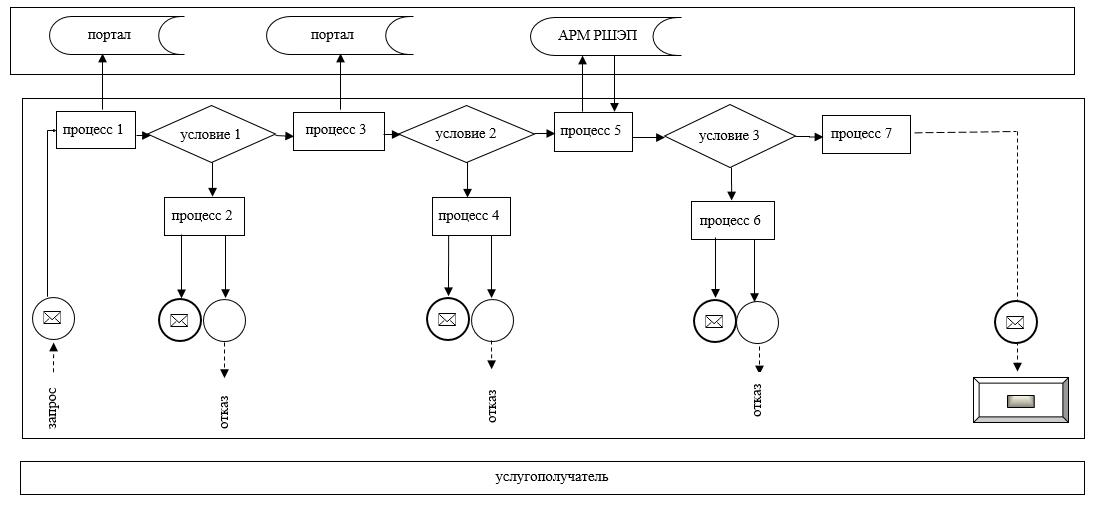 портал
портал
АРМ РШЭП
процесс 1
условие 1
процесс 3
условие 2
процесс 5
условие 3
процесс 7
процесс 2
процесс 4
процесс 6
запрос
отказ
отказ
отказ
услугополучатель